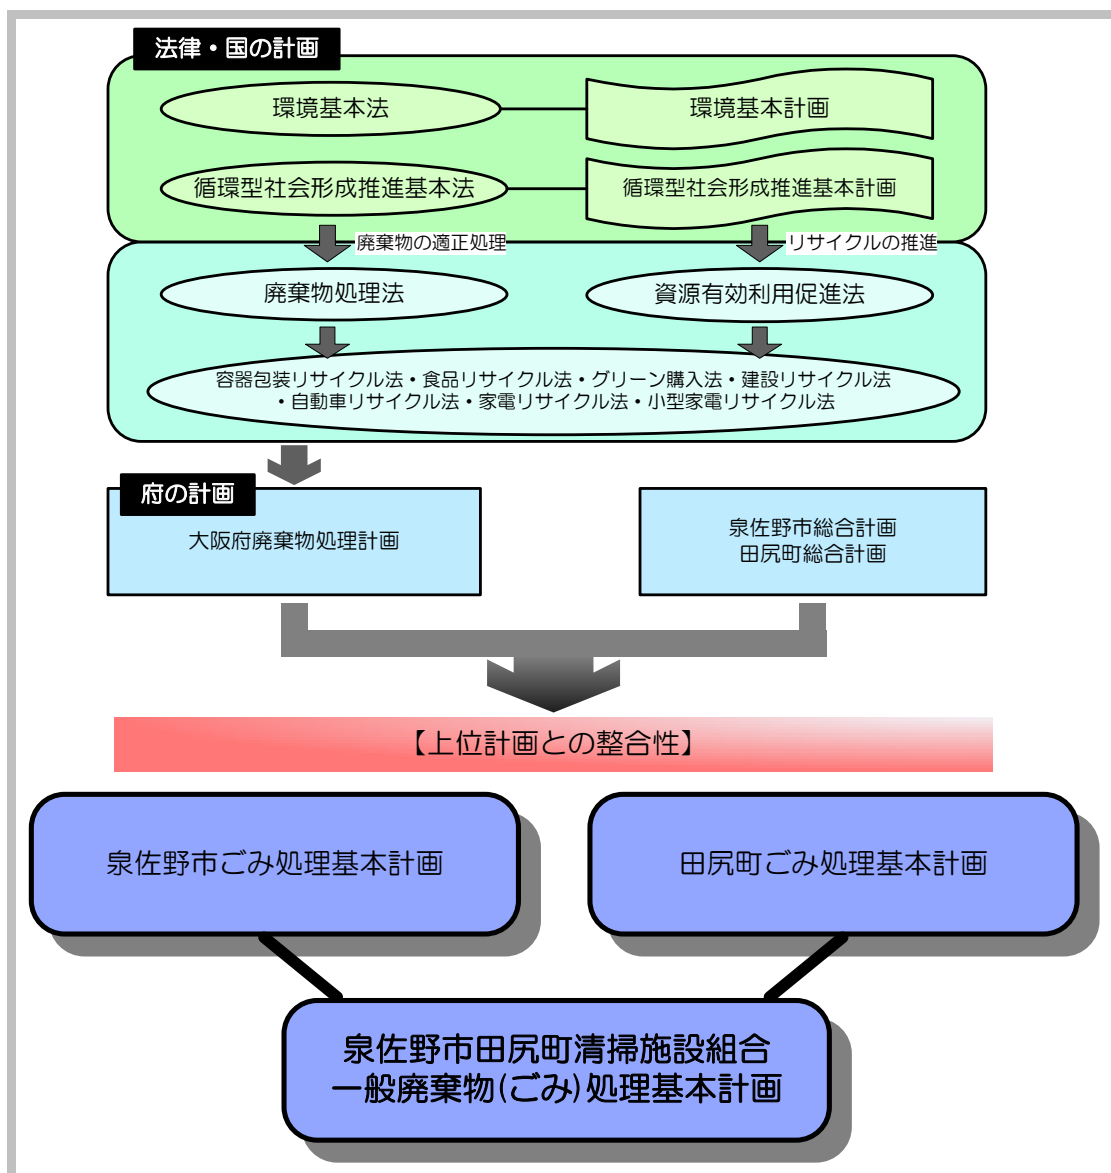 法律・国の計画
環境基本法
環境基本計画
循環型社会形成推進基本法
循環型社会形成推進基本計画
廃棄物の適正処理
リサイクルの推進
廃棄物処理法
資源有効利用促進法
容器包装リサイクル法・食品リサイクル法・グリーン購入法・建設リサイクル法
・自動車リサイクル法・家電リサイクル法・小型家電リサイクル法
府の計画
大阪府廃棄物処理計画
泉佐野市総合計画
田尻町総合計画
【上位計画との整合性】
泉佐野市ごみ処理基本計画
田尻町ごみ処理基本計画
泉佐野市田尻町清掃施設組合
一般廃棄物(ごみ)処理基本計画